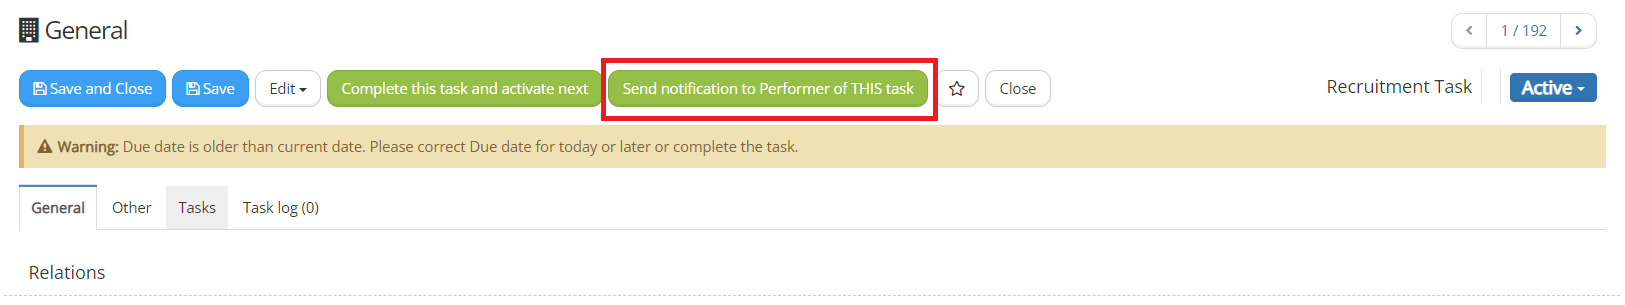 General
1 / 192
Save and Close
Save
Edit
Complete this task and activate next
Send notification to Performer of THIS task
Close
Recruitment Task
Active
Warning: Due date is older than current date. Please correct Due date for today or later or complete the task.
General
Other
Tasks
Task log (0)
Relations